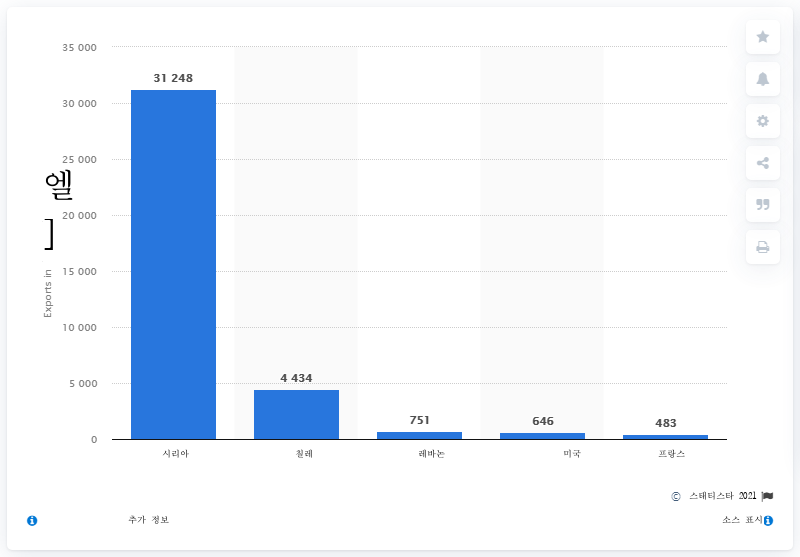 35 000
31 248
30 000
25 000
엘
20 000
]
Exports in
15 000
10 000
5 000
4 434
751
646
483
0
시리아 칠레 레바논 미국 프랑스
© 스태티스타 2021
추가 정보
소스 표시